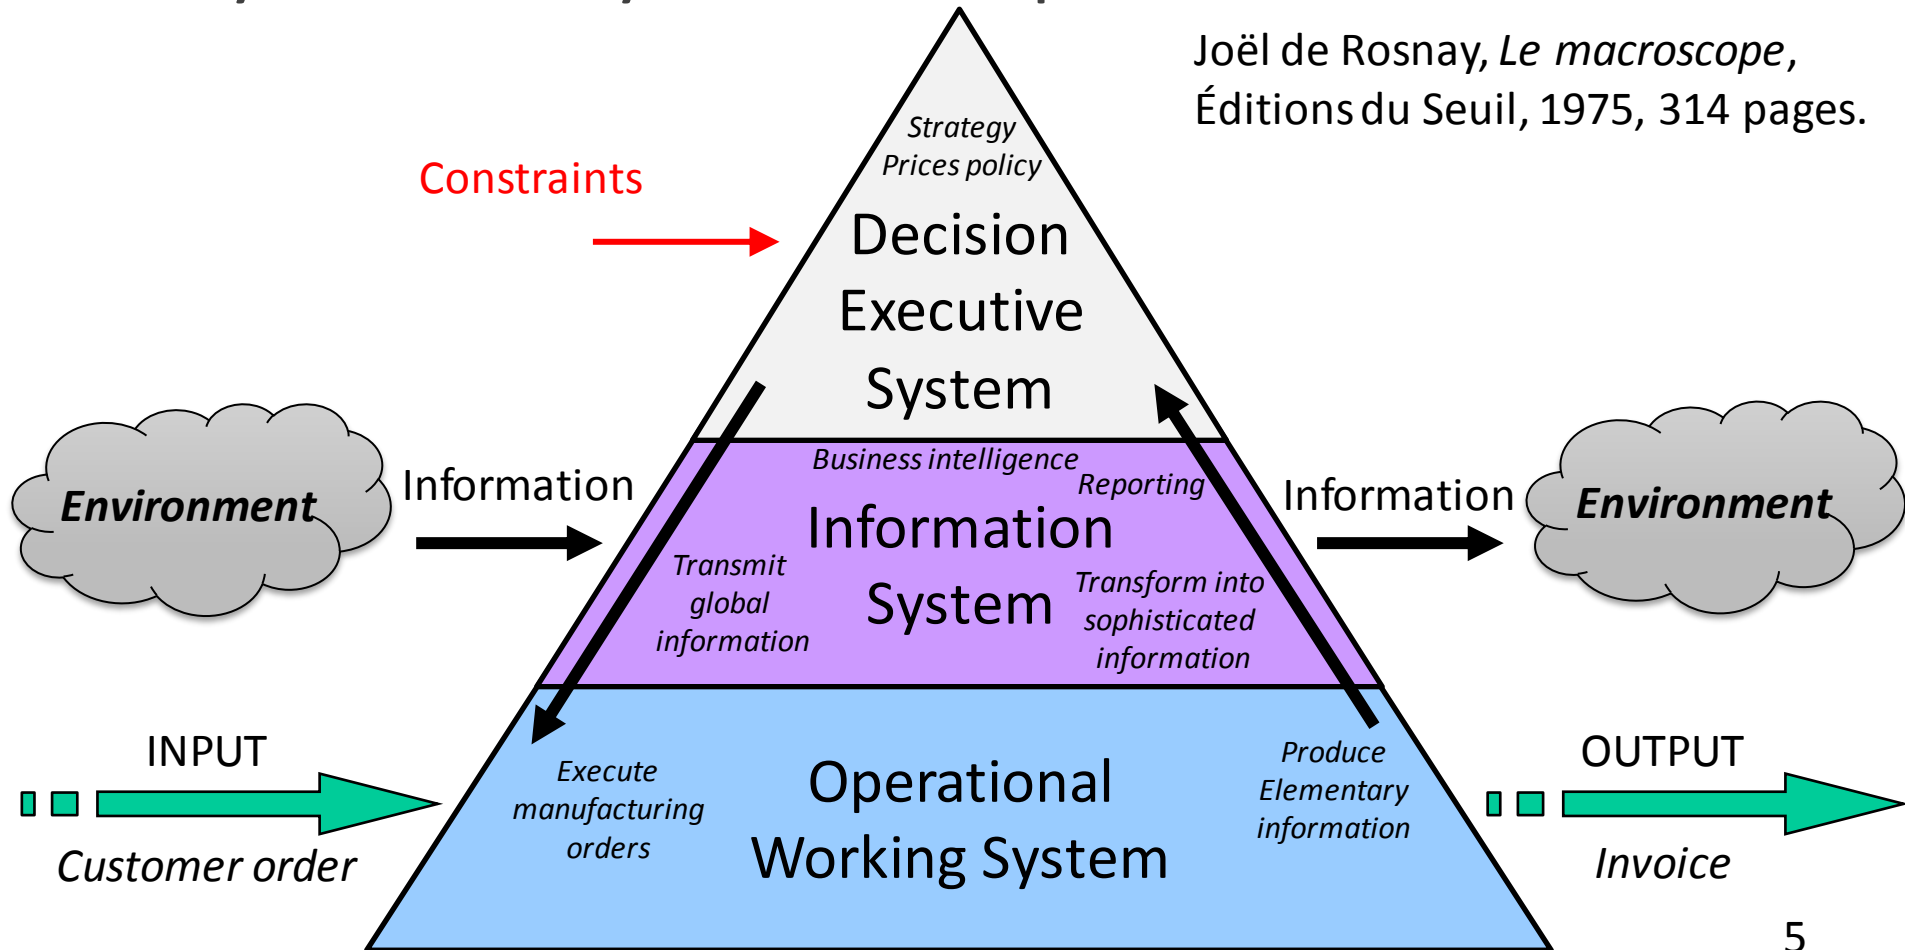 Joël de Rosnay, Le macroscope,
Éditions du Seuil, 1975, 314 pages.
Strategy
Prices policy
Constraints
Decision
Executive
System
Business intelligence
Reporting
Information
System
Environment
Information
Information
Environment
Transmit
global
information
Transform into
sophisticated
information
INPUT
Customer order
Execute
manufacturing
orders
Operational
Working System
Produce
Elementary
information
OUTPUT
Invoice
5